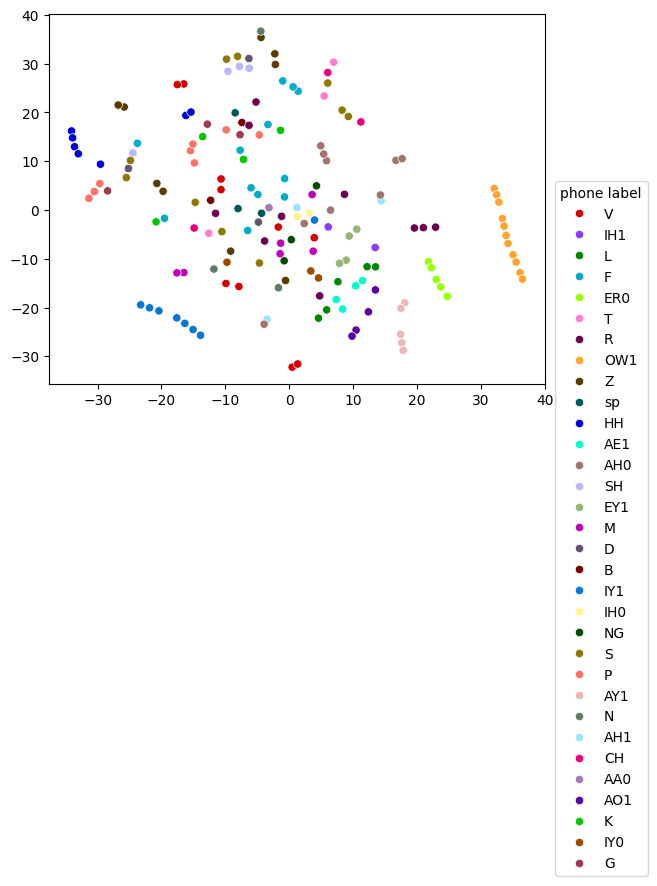 40
30
20
10
0
−10
−20
−30
−30 −20 −10 0 10 20 30 40
phone label
V
IH1
L
F
ER0
T
R
OW1
Z
sp
HH
AE1
AH0
SH
EY1
M
D
B
IY1
IH0
NG
S
P
AY1
N
AH1
CH
AA0
AO1
K
IY0
G